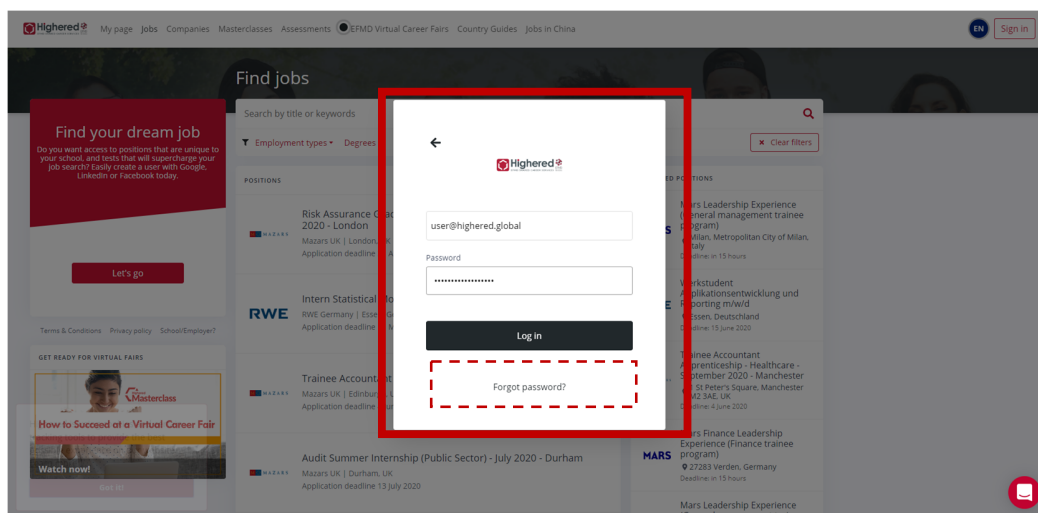 Highered
My page Jobs Companies Masterclasses Assessments EFMD Virtual Career Fairs Country Guides Jobs in China
EN
Sign in
Find jobs
Search by title or keywords
Employment types Degrees
× Clear filters
Find your dream job
Do you want access to positions that are unique to
your school, and tests that will supercharge your
job search? Easily create a user with Google,
LinkedIn or Facebook today.
Let's go
Terms & Conditions Privacy policy School/Employer?
GET READY FOR VIRTUAL FAIRS
Masterclass
How to Succeed at a Virtual Career Fair
Watch now!
POSITIONS
Risk Assurance
2020 - London
MAZARS
Mazars UK | London,
Application deadline
Intern Statistical
RWE
RWE Germany |
Application deadline
Trainee Accountant
MAZARS
Mazars UK |
Application deadline
Audit Summer Internship (Public Sector) - July 2020 - Durham
MAZARS
Mazars UK | Durham, UK
Application deadline 13 July 2020
Highered
user@highered.global
Password
••••••••••••••••••
Log in
Forgot password?
POSITIONS
Mars Leadership Experience
(General management trainee
program)
Milan, Metropolitan City of Milan,
Italy
Deadline: in 15 hours
Werkstudent
Applikationsentwicklung und
Reporting m/w/d
Essen, Deutschland
Deadline: 15 June 2020
Trainee Accountant
Apprenticeship - Healthcare -
September 2020 - Manchester
St Peter's Square, Manchester
M2 3AE, UK
Deadline: 4 June 2020
Mars Finance Leadership
Experience (Finance trainee
program)
MARS
27283 Verden, Germany
Deadline: in 15 hours
Mars Leadership Experience